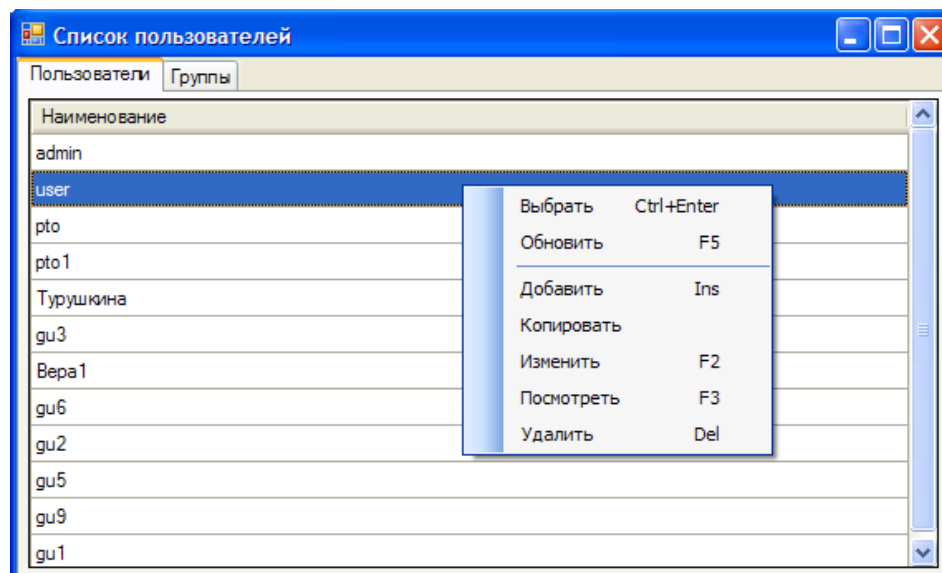 Список пользователей
Пользователи Группы
Наименование
admin
user
pto
pto1
Турушкина
gu3
Вера1
gu6
gu2
gu5
gu9
gu1
Выбрать Ctrl+Enter
Обновить F5
Добавить Ins
Копировать
Изменить F2
Посмотреть F3
Удалить Del